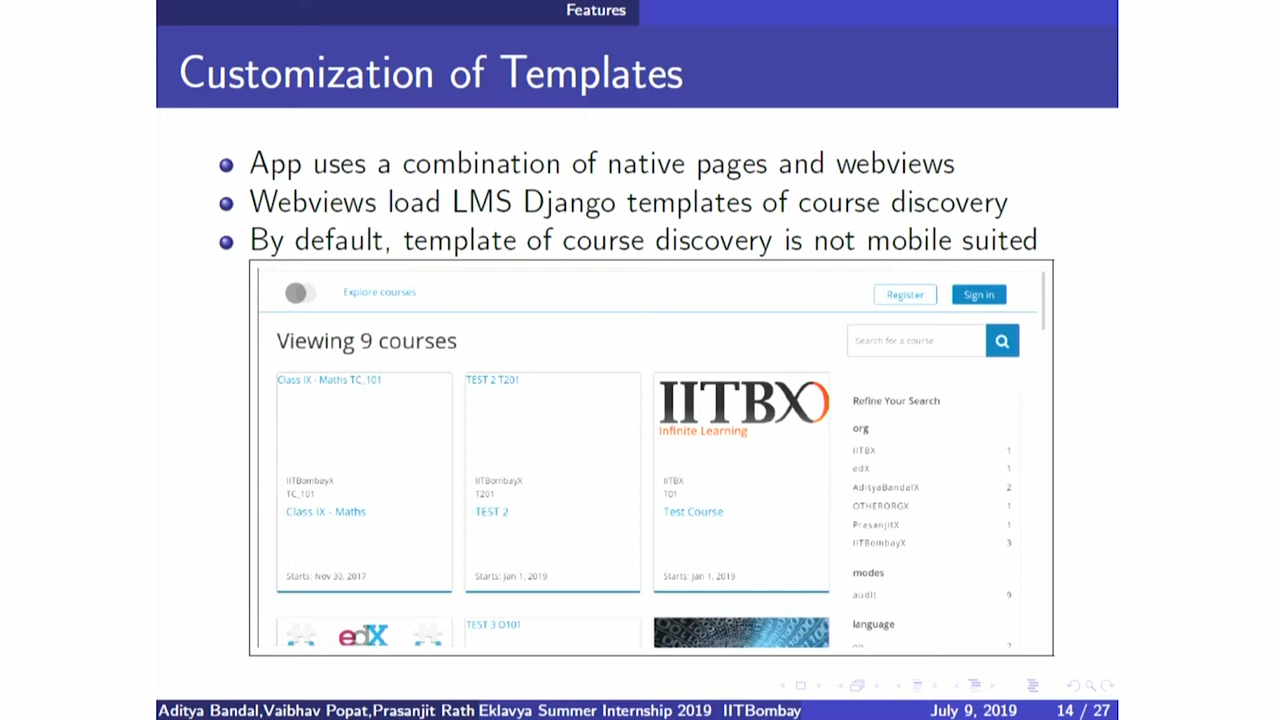 Features
Customization of Templates
App uses a combination of native pages and webviews
Webviews load LMS Django templates of course discovery
By default, template of course discovery is not mobile suited
Explore courses
Register
Sign in
Viewing 9 courses
Search for a course
Class IX - Maths TC_101
TEST 2 T201
IITBX
Infinite Learning
Refine Your Search
org
IITBX 1
edX 1
AdityaBandalX 2
OTHERORGX 1
PrasanjitX 1
IITBombayX 3
modes
audit 9
language
IITBombayX
TC_101
Class IX - Maths
Starts: Nov 30, 2017
IITBombayX
T201
TEST 2
Starts: Jan 1, 2019
IITBX
T01
Test Course
Starts: Jan 1, 2019
edX
TEST 3 O101
Aditya Bandal,Vaibhav Popat,Prasanjit Rath Eklavya Summer Internship 2019 IITBombay
July 9, 2019
14 / 27